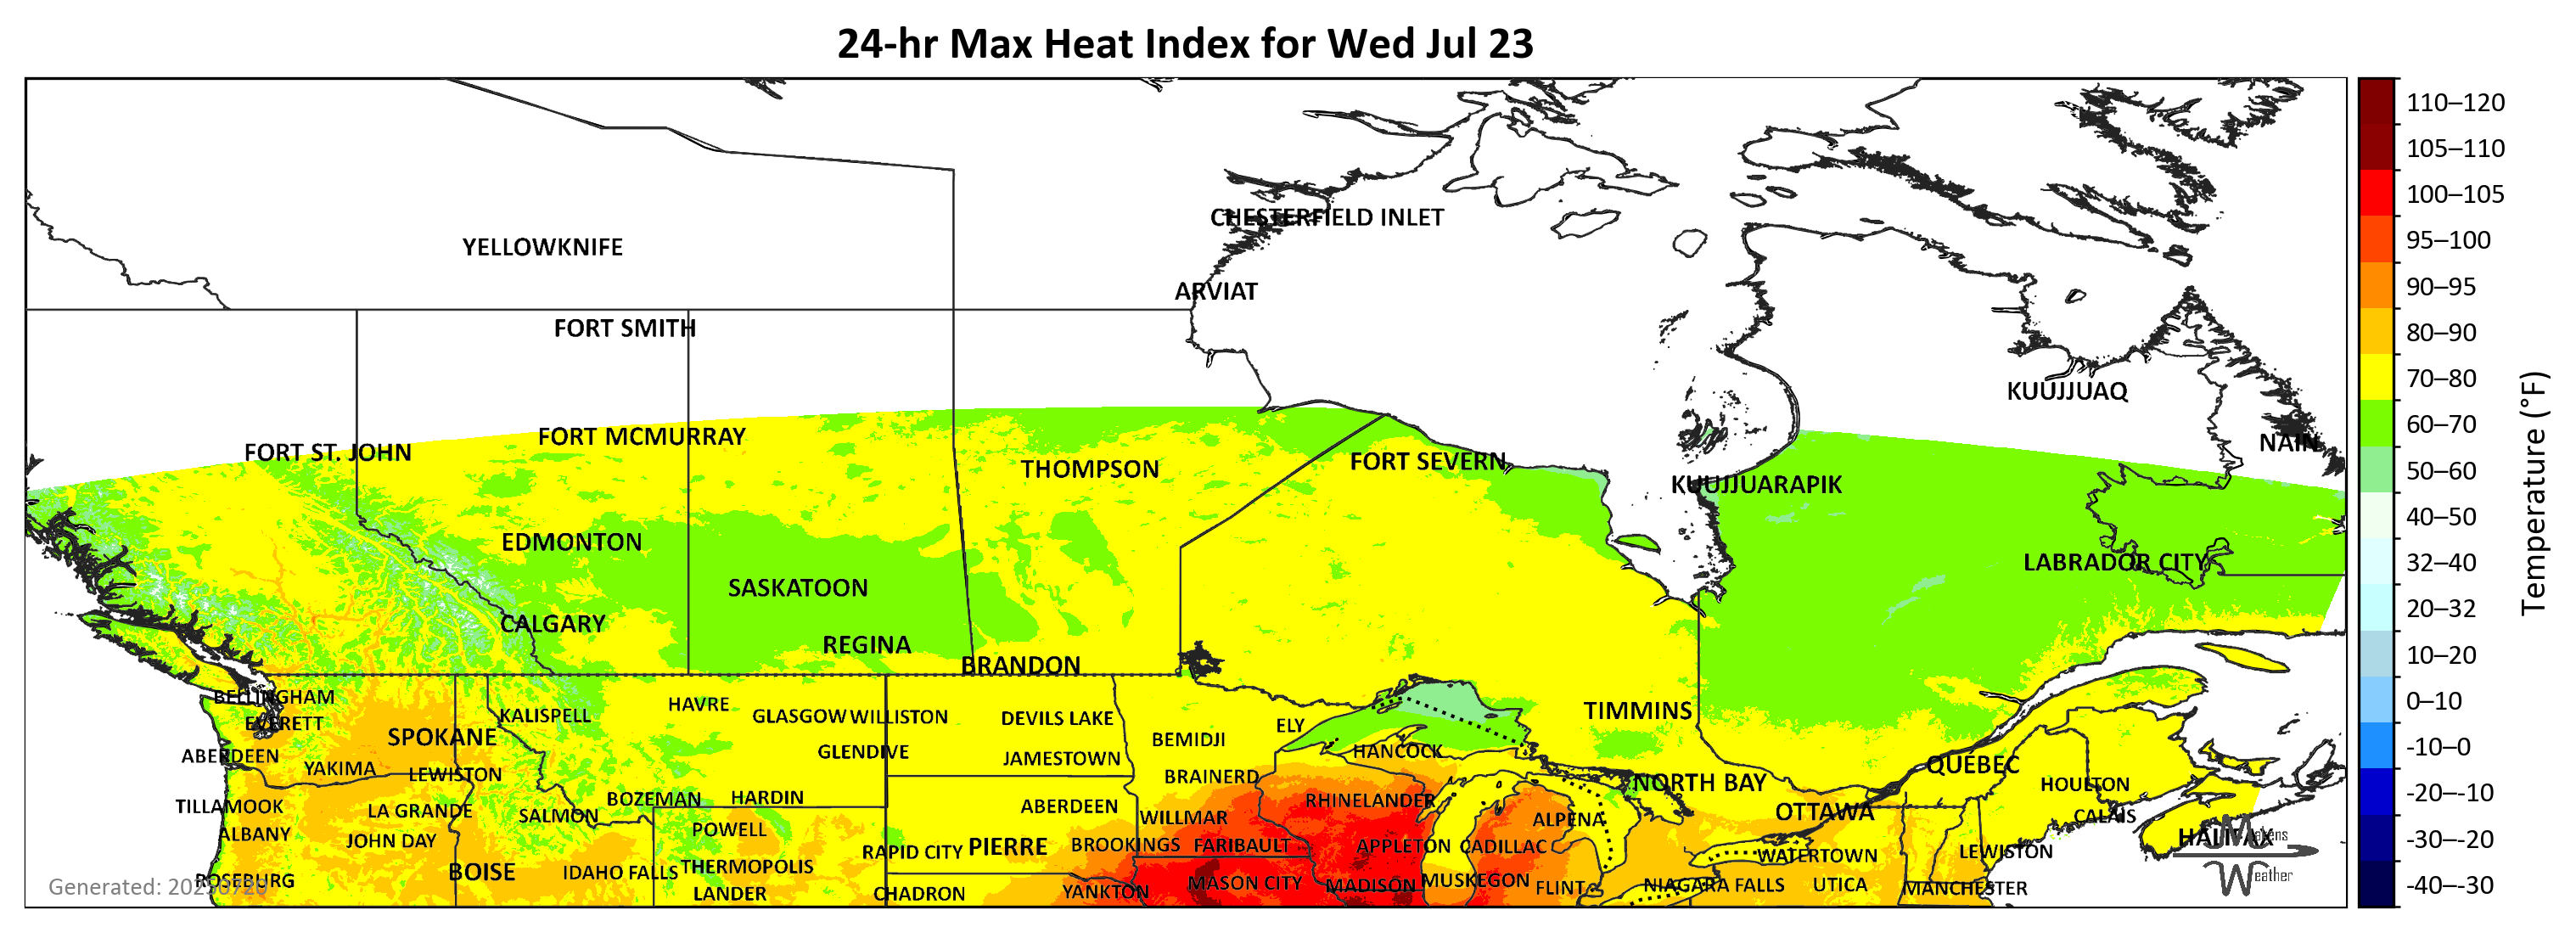 24-hr Max Heat Index for Wed Jul 23
110–120
105–110
100–105
95–100
90–95
80–90
70–80
60–70
50–60
40–50
32–40
20–32
10–20
0–10
-10–0
-20–-10
-30–-20
-40–-30
Temperature (°F)
CHESTERFIELD INLET
YELLOWKNIFE
ARVIAT
FORT SMITH
KUUJJUAQ
FORT MCMURRAY
NAIN
FORT ST. JOHN
FORT SEVERN
THOMPSON
KUUJJUARAPIK
EDMONTON
LABRADOR CITY
SASKATOON
CALGARY
REGINA
BRANDON
BELLINGHAM
HAVRE
TIMMINS
KALISPELL
GLASGOW
WILLISTON
DEVILS LAKE
EVERETT
ELY
SPOKANE
BEMIDJI
GLENDIVE
HANCOCK
ABERDEEN
JAMESTOWN
QUÉBEC
YAKIMA
LEWISTON
BRAINERD
NORTH BAY
HOULTON
BOZEMAN
HARDIN
RHINELANDER
TILLAMOOK
LA GRANDE
ABERDEEN
OTTAWA
SALMON
WILLMAR
ALPENA
CALAIS
POWELL
ALBANY
HALIFAX
JOHN DAY
PIERRE
BROOKINGS
FARIBAULT
APPLETON
CADILLAC
RAPID CITY
LEWISTON
WATERTOWN
THERMOPOLIS
BOISE
IDAHO FALLS
ROSEBURG
MUSKEGON
MASON CITY
MADISON
FLINT
NIAGARA FALLS
UTICA
MANCHESTER
LANDER
CHADRON
YANKTON
Makens
Weather
Generated: 20250720